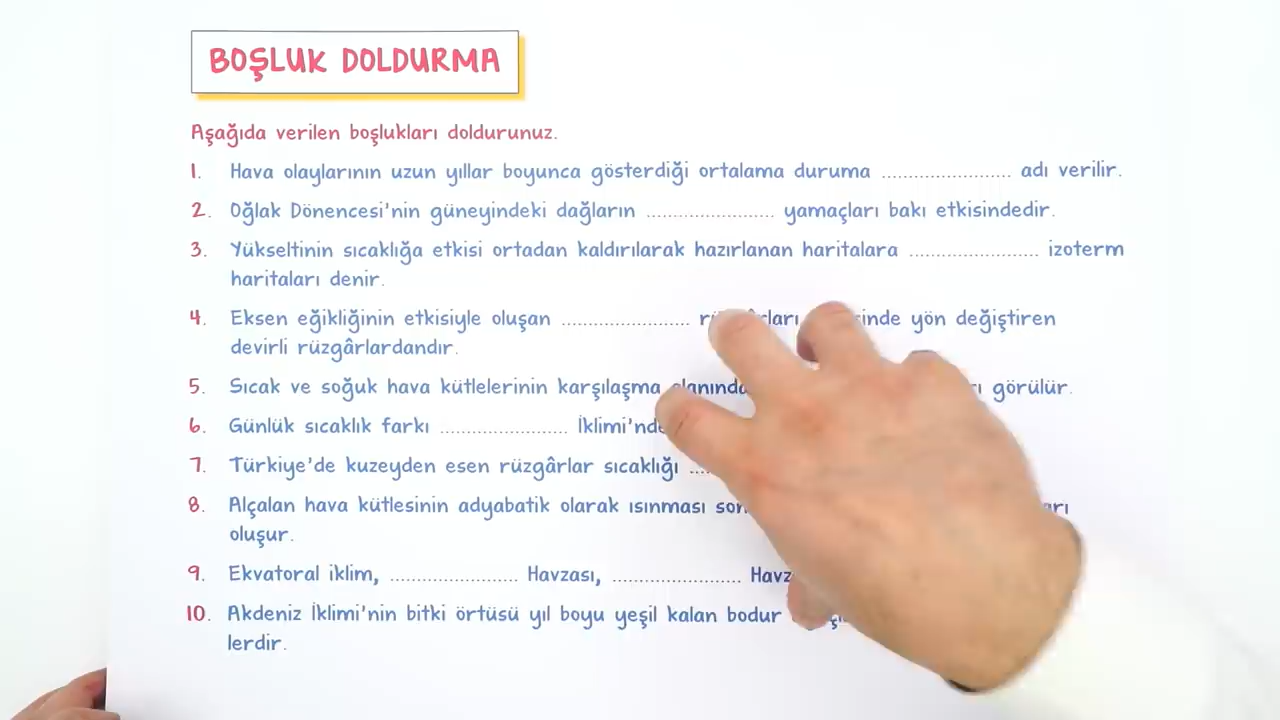 BOŞLUK DOLDURMA
Aşağıda verilen boşlukları doldurunuz.
1. Hava olaylarının uzun yıllar boyunca gösterdiği ortalama duruma ...................... adı verilir.
2. Oğlak Dönencesi'nin güneyindeki dağların ...................... yamaçları bakı etkisindedir.
3. Yükseltinin sıcaklığa etkisi ortadan kaldırılarak hazırlanan haritalara ...................... izoterm
haritaları denir.
4. Eksen eğikliğinin etkisiyle oluşan ...................... yön değiştiren
devirli rüzgârlardandır.
5. Sıcak ve soğuk hava kütlelerinin karşılaşma alanında görülür.
6. Günlük sıcaklık farkı ...................... İklimi'nde
7. Türkiye'de kuzeyden esen rüzgârlar sıcaklığı ...
8. Alçalan hava kütlesinin adyabatik olarak ısınması
oluşur.
9. Ekvatoral iklim, ...................... Havzası, ......................
10. Akdeniz İklimi'nin bitki örtüsü yıl boyu yeşil kalan bodur
lerdir.